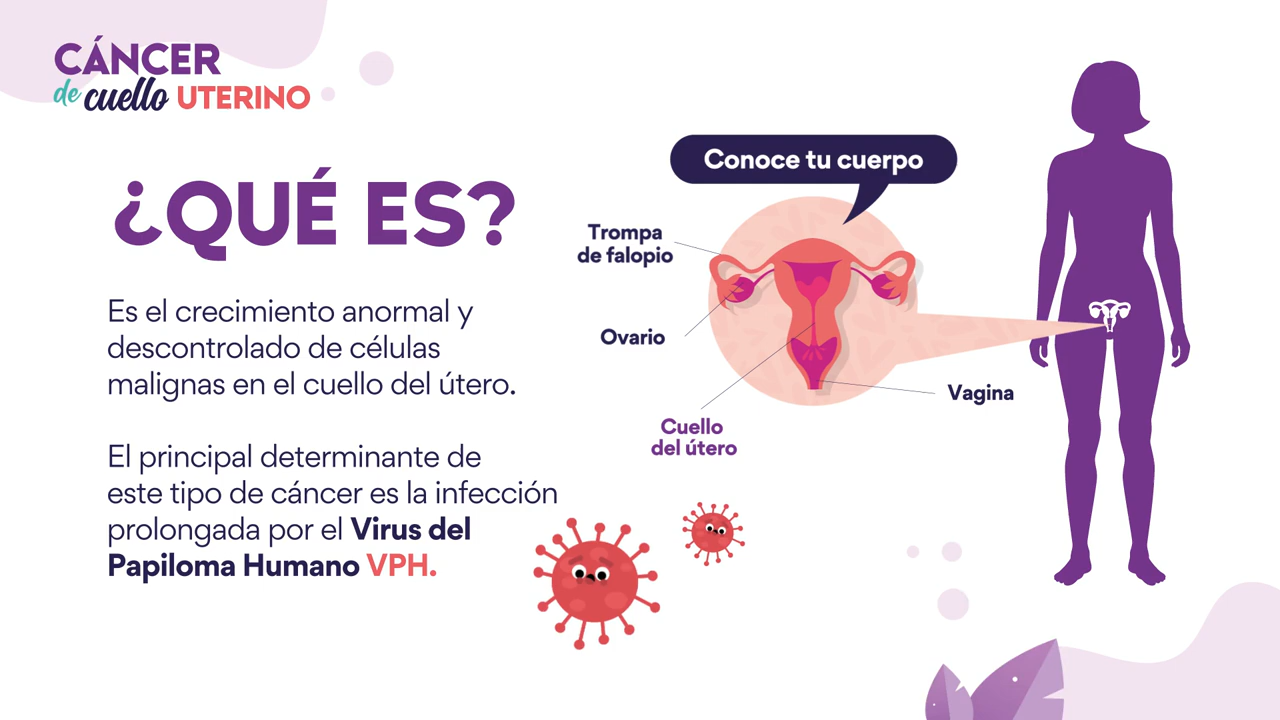 CÁNCER
de cuello UTERINO
¿QUÉ ES?
Es el crecimiento anormal y
descontrolado de células
malignas en el cuello del útero.
El principal determinante de
este tipo de cáncer es la infección
prolongada por el Virus del
Papiloma Humano VPH.
Conoce tu cuerpo
Trompa
de falopio
Ovario
Vagina
Cuello
del útero